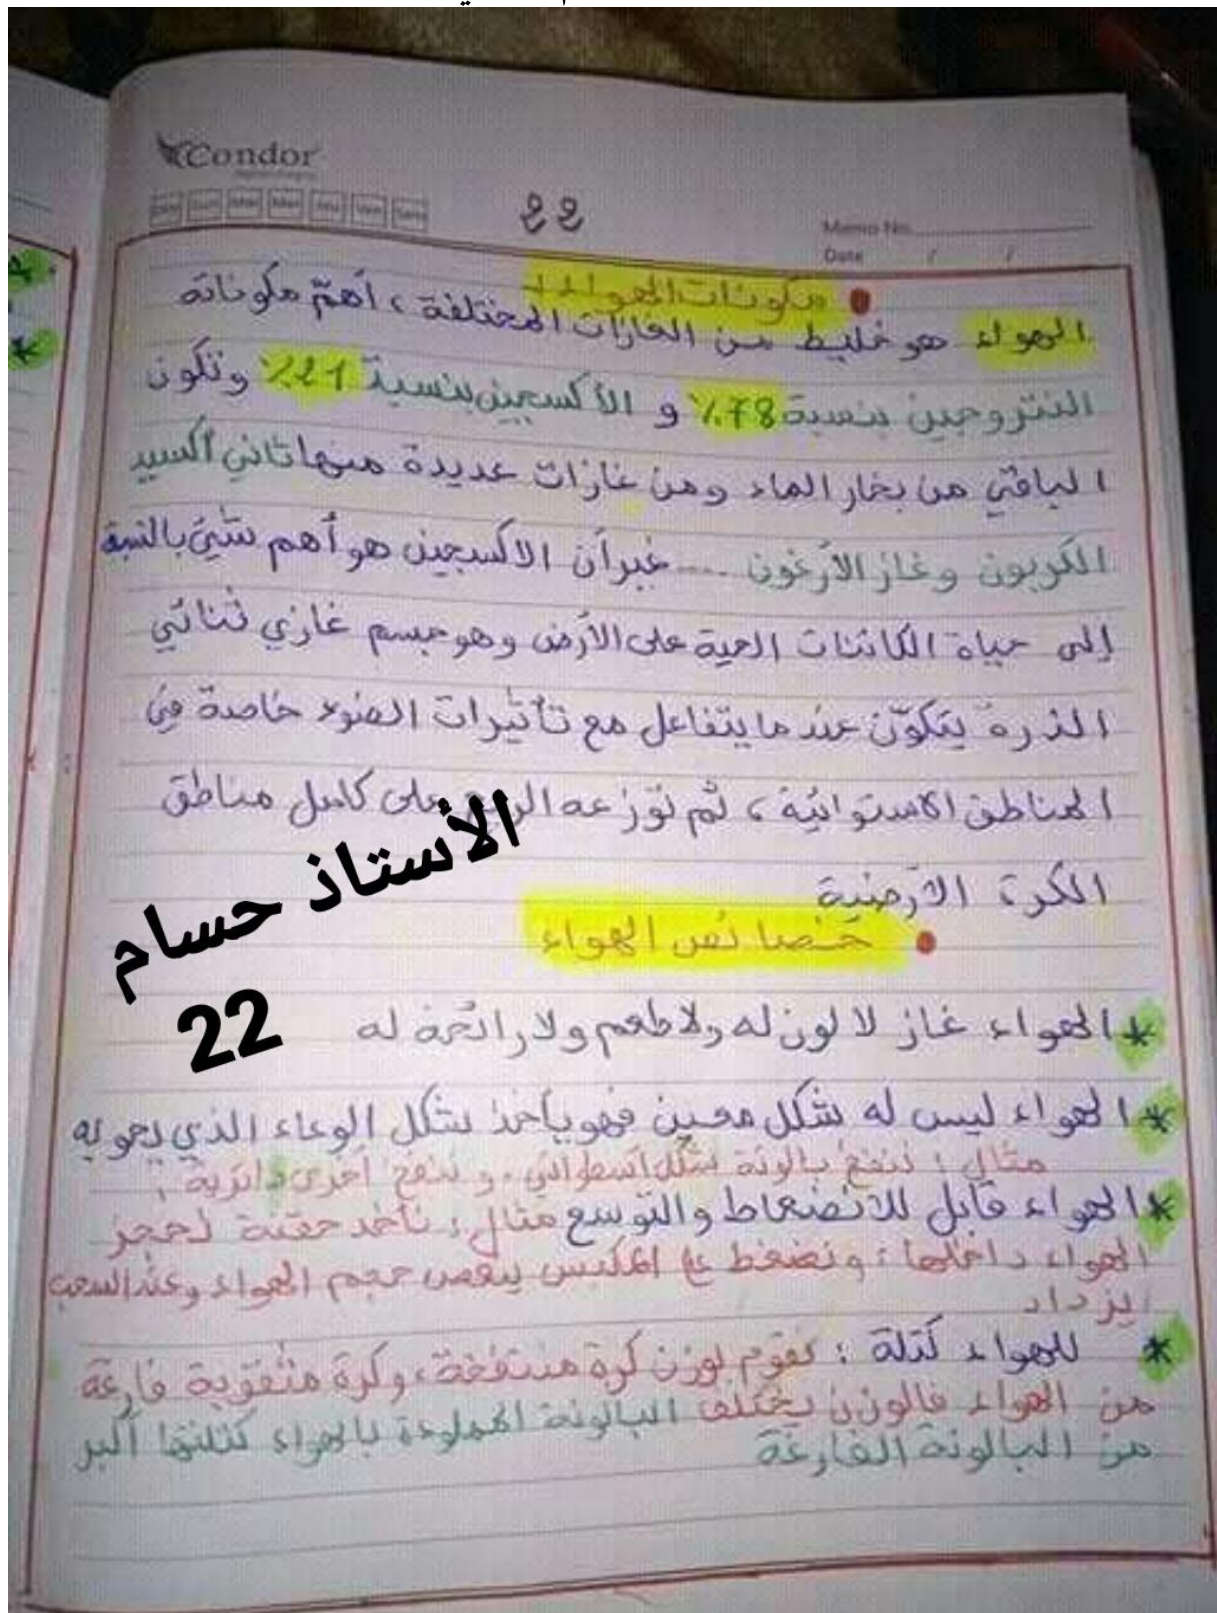 Condor
22
Memo No.
Date / /
مكونات الهواء
الهواء هو خليط من الغازات المختلفة، أهمّ مكوناته
النتروجين بنسبة 78٪ و الأكسجين بنسبة 21٪ وتكون
الباقي من بخار الماء ومن غازات عديدة منها ثاني أكسيد
الكربون وغاز الأرغون .... غير أن الاكسجين هو أهم شيئ بالنسبة
إلى حياة الكائنات الحية على الأرض وهو جسم غازي ثنائي
الذرة يتكوّن عندما يتفاعل مع تأثيرات الضوء خاصة في
المناطق الاستوائية، ثم توزعه الرياح على كامل مناطق
الكرة الارضية
خصائص الهواء
الأستاذ حسام
22
* الهواء غاز لا لون له ولا طعم ولا رائحة له
* الهواء ليس له شكل معين فهو يأخذ شكل الوعاء الذي يحويه
مثال: ننفخ بالونة بشكل أسطواني، و ننفخ أخرى دائرية.
* الهواء قابل للانضغاط والتوسع مثال: نأخذ حقنة لحجز
الهواء داخلها: ونضغط على المكبس ينقص حجم الهواء وعند السحب
يزداد
* للهواء كتلة: نقوم بوزن كرة منتفخة، وكرة مثقوبة فارغة
من الهواء فالوزن يختلف البالونة المملوءة بالهواء كتلتها أكبر
من البالونة الفارغة